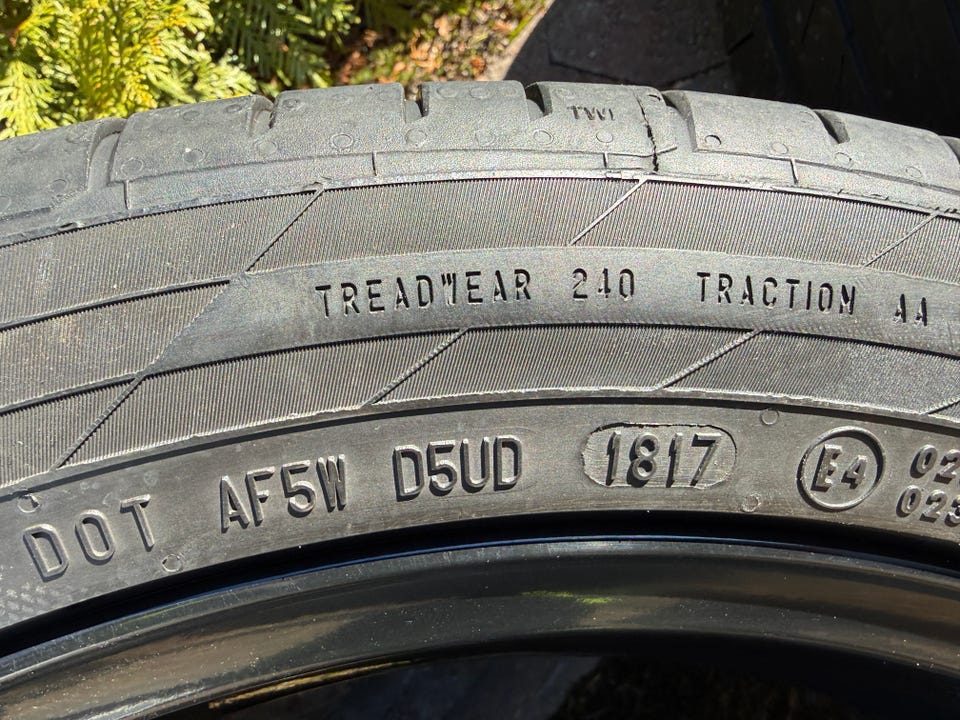 TWI
TREADWEAR 240 TRACTION AA
DOT AF5W D5UD 1817 E4